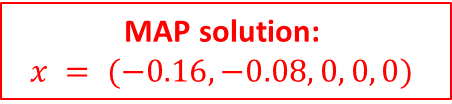 MAP solution:
𝑥 = (−0.16, −0.08, 0, 0, 0)